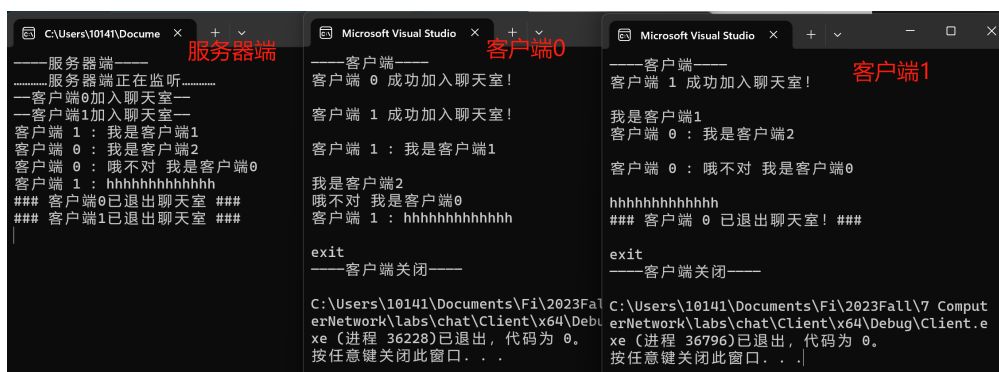 C:\Users\10141\Docume
服务器端
————服务器端————
…………服务器端正在监听…………
——客户端0加入聊天室——
——客户端1加入聊天室——
客户端 1 : 我是客户端1
客户端 0 : 我是客户端2
客户端 0 : 哦不对 我是客户端0
客户端 1 : hhhhhhhhhhhhh
### 客户端0已退出聊天室 ###
### 客户端1已退出聊天室 ###
Microsoft Visual Studio
客户端0
————客户端————
客户端 0 成功加入聊天室!
客户端 1 成功加入聊天室!
客户端 1 : 我是客户端1
我是客户端2
哦不对 我是客户端0
客户端 1 : hhhhhhhhhhhhh
exit
————客户端关闭————
C:\Users\10141\Documents\Fi\2023Fal
erNetwork\labs\chat\Client\x64\Debu
xe (进程 36228)已退出，代码为 0。
按任意键关闭此窗口. . .
Microsoft Visual Studio
客户端1
————客户端————
客户端 1 成功加入聊天室!
我是客户端1
客户端 0 : 我是客户端2
客户端 0 : 哦不对 我是客户端0
hhhhhhhhhhhhh
### 客户端 0 已退出聊天室! ###
exit
————客户端关闭————
C:\Users\10141\Documents\Fi\2023Fall\7 Comput
erNetwork\labs\chat\Client\x64\Debug\Client.e
xe (进程 36796)已退出，代码为 0。
按任意键关闭此窗口. . .